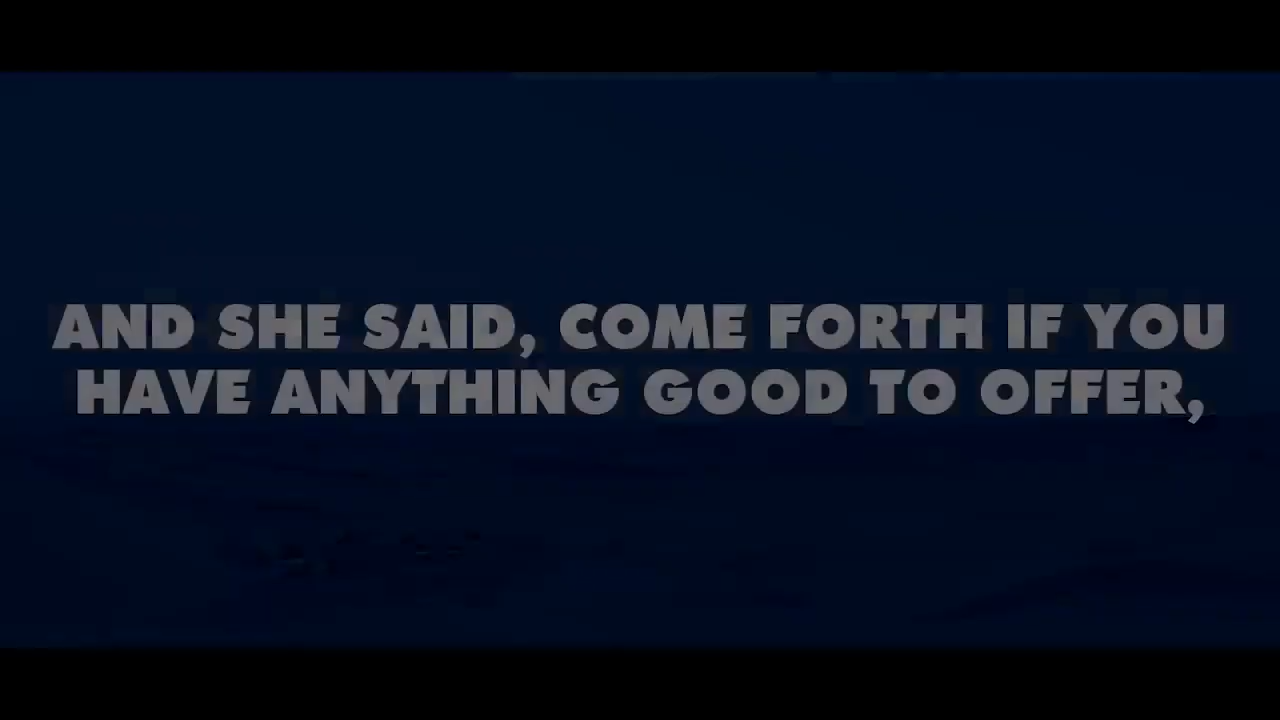 AND SHE SAID, COME FORTH IF YOU
HAVE ANYTHING GOOD TO OFFER,